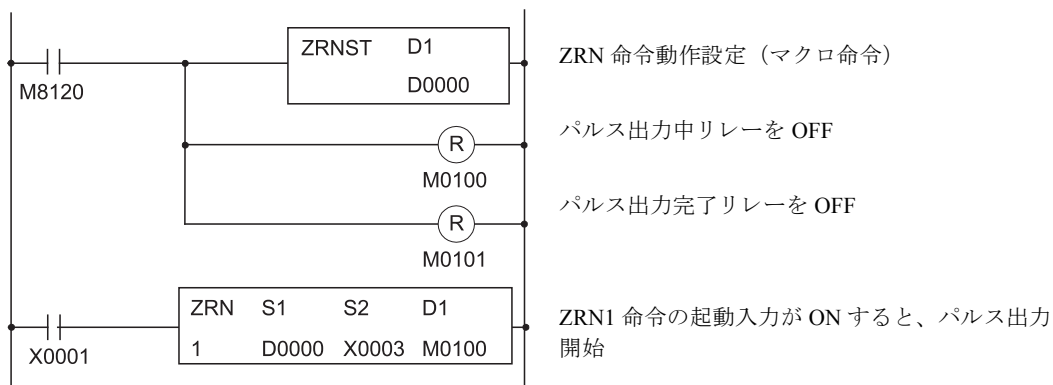 ZRNST D1
D0000
M8120
ZRN 命令動作設定（マクロ命令）
R
M0100
パルス出力中リレーを OFF
R
M0101
パルス出力完了リレーを OFF
ZRN S1 S2 D1
1 D0000 X0003 M0100
X0001
ZRN1 命令の起動入力が ON すると、パルス出力
開始